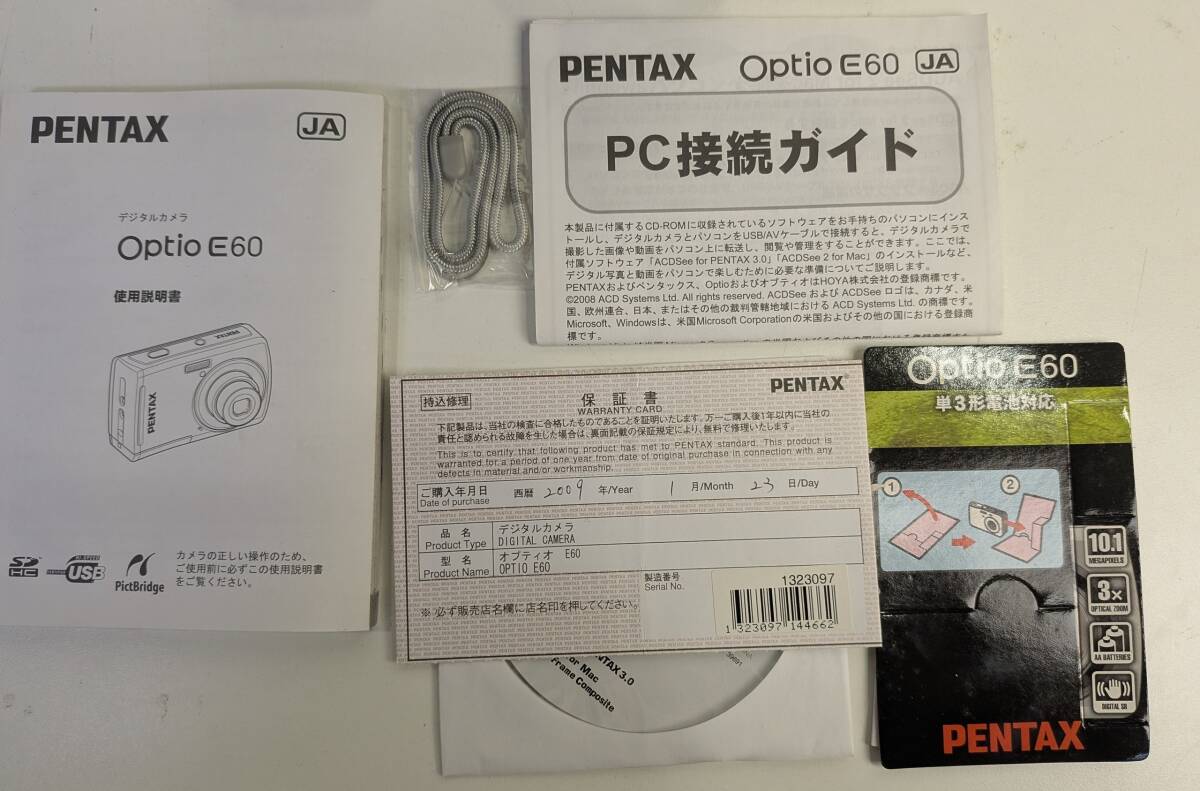 PENTAX
JA
デジタルカメラ
Optio E60
使用説明書
PENTAX
PENTAX
SD
HC
HI-SPEED
CERTIFIED
USB
PictBridge
カメラの正しい操作のため、
ご使用前に必ずこの使用説明書
をご覧ください。
PENTAX Optio E60 JA
PC接続ガイド
本製品に付属するCD-ROMに収録されているソフトウェアをお手持ちのパソコンにインス
トールし、デジタルカメラとパソコンをUSB/AVケーブルで接続すると、デジタルカメラで
撮影した画像や動画をパソコン上に転送し、閲覧や管理をすることができます。ここでは、
付属ソフトウェア「ACDSee for PENTAX 3.0」「ACDSee 2 for Mac」のインストールなど、
デジタル写真と動画をパソコンで楽しむために必要な準備についてご説明します。
PENTAXおよびペンタックス、OptioおよびオプティオはHOYA株式会社の登録商標です。
©2008 ACD Systems Ltd. All rights reserved. ACDSee および ACDSee ロゴは、カナダ、米
国、欧州連合、日本、またはその他の裁判管轄地域における ACD Systems Ltd. の商標です。
Microsoft、Windowsは、米国Microsoft Corporationの米国およびその他の国における登録商
標です。
持込修理
保証書
WARRANTY CARD
PENTAX®
下記製品は、当社の検査に合格したものであることを証明いたします。万一ご購入後1年以内に当社の
責任と認められる故障を生じた場合は、裏面記載の保証規定により、無料で修理いたします。
This is to certify that following product has met to PENTAX standard. This product is
warranted for a period of one year from date of original purchase in connection with any
defects in material and/or workmanship.
ご購入年月日 西暦 2009 年/Year 1 月/Month 23 日/Day
Date of purchase
品名 デジタルカメラ
Product Type DIGITAL CAMERA
型名 オプティオ E60
Product Name OPTIO E60
製造番号 1323097
Serial No.
1 323097 144662
※ 必ず販売店名欄に店名印を押してください。
NTAX 3.0
for Mac
Frame Composite
Optio E60
単3形電池対応
1
2
10.1
MEGAPIXELS
3x
OPTICAL ZOOM
AA BATTERIES
DIGITAL SR
PENTAX